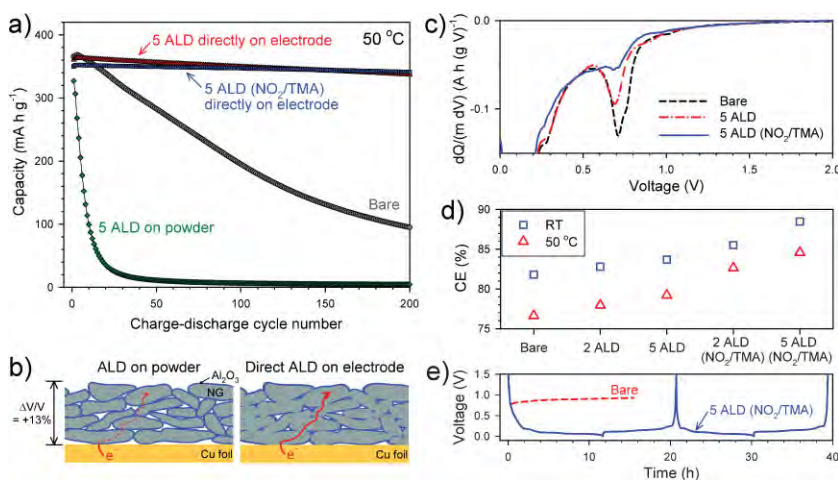 a)
5 ALD directly on electrode
50 °C
5 ALD (NO2/TMA)
directly on electrode
Bare
5 ALD on powder
Capacity (mA h g⁻¹)
400
350
300
250
200
150
100
50
0
0 50 100 150 200
Charge-discharge cycle number
b)
ALD on powder
Direct ALD on electrode
Al2O3
NG
ΔV/V
= +13%
e⁻
Cu foil
e⁻
Cu foil
c)
dQ/(m dV) (A h (g V)⁻¹)
0.0
-0.1
Bare
5 ALD
5 ALD (NO2/TMA)
0.0 0.5 1.0 1.5 2.0
Voltage (V)
d)
CE (%)
90
85
80
75
RT
50 °C
Bare
2 ALD
5 ALD
2 ALD
(NO2/TMA)
5 ALD
(NO2/TMA)
e)
Voltage (V)
1.5
1.0
0.5
0.0
Bare
5 ALD (NO2/TMA)
0 10 20 30 40
Time (h)